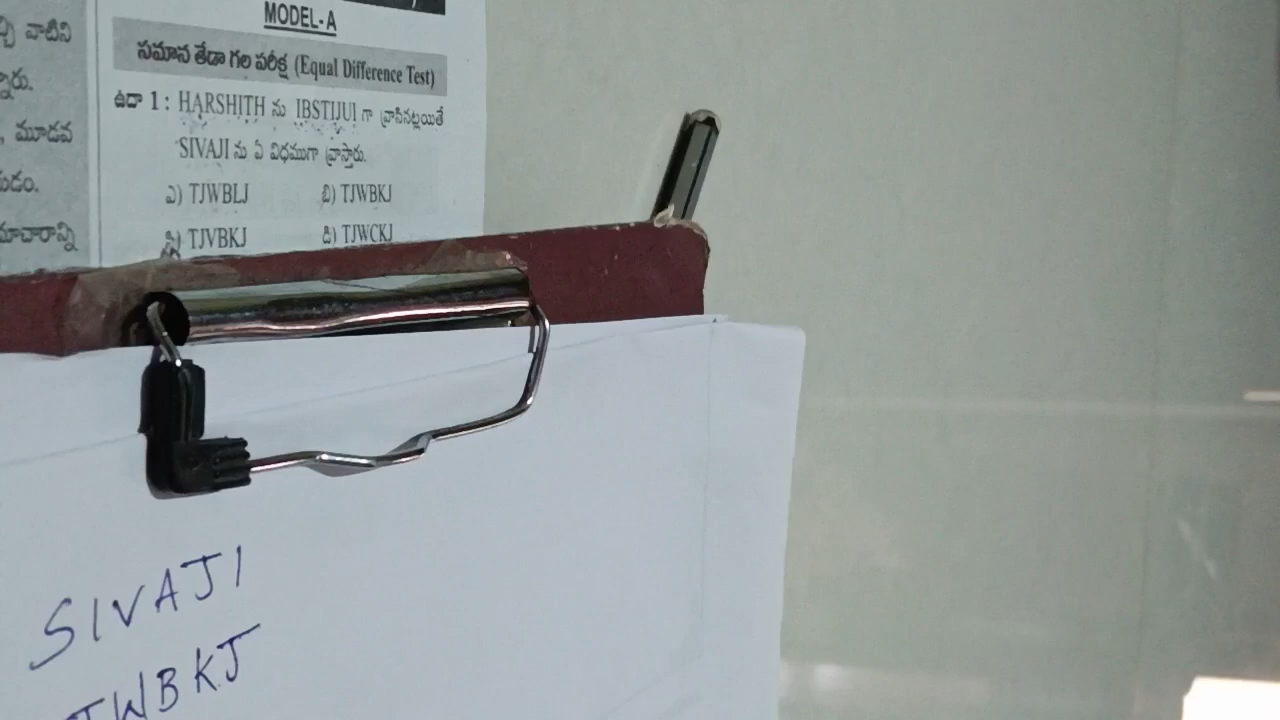 MODEL-A
సమాన తేడా గల పరీక్ష (Equal Difference Test)
ఉదా 1 : HARSHITH ను IBSTIJUI గా వ్రాసినట్లయితే
SIVAJI ను ఏ విధముగా వ్రాస్తారు.
ఎ) TJWBLJ బి) TJWBKJ
సి) TJVBKJ డి) TJWCKJ
వాటిని
మూడవ
SIVAJI
TJWBKJ